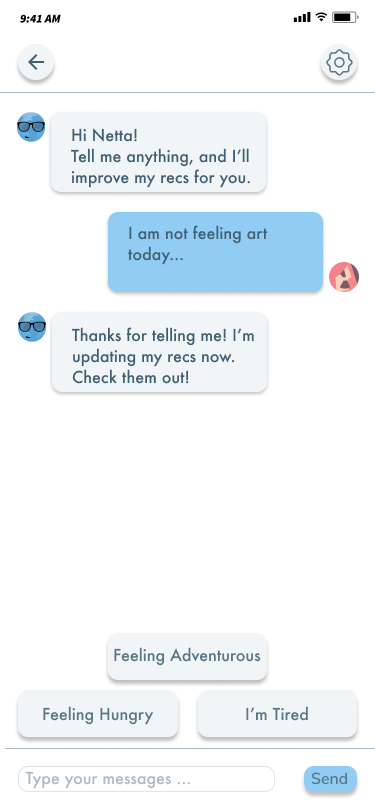 9:41 AM
Hi Netta!
Tell me anything, and I’ll
improve my recs for you.
I am not feeling art
today...
Thanks for telling me! I’m
updating my recs now.
Check them out!
Feeling Adventurous
Feeling Hungry
I’m Tired
Type your messages ...
Send